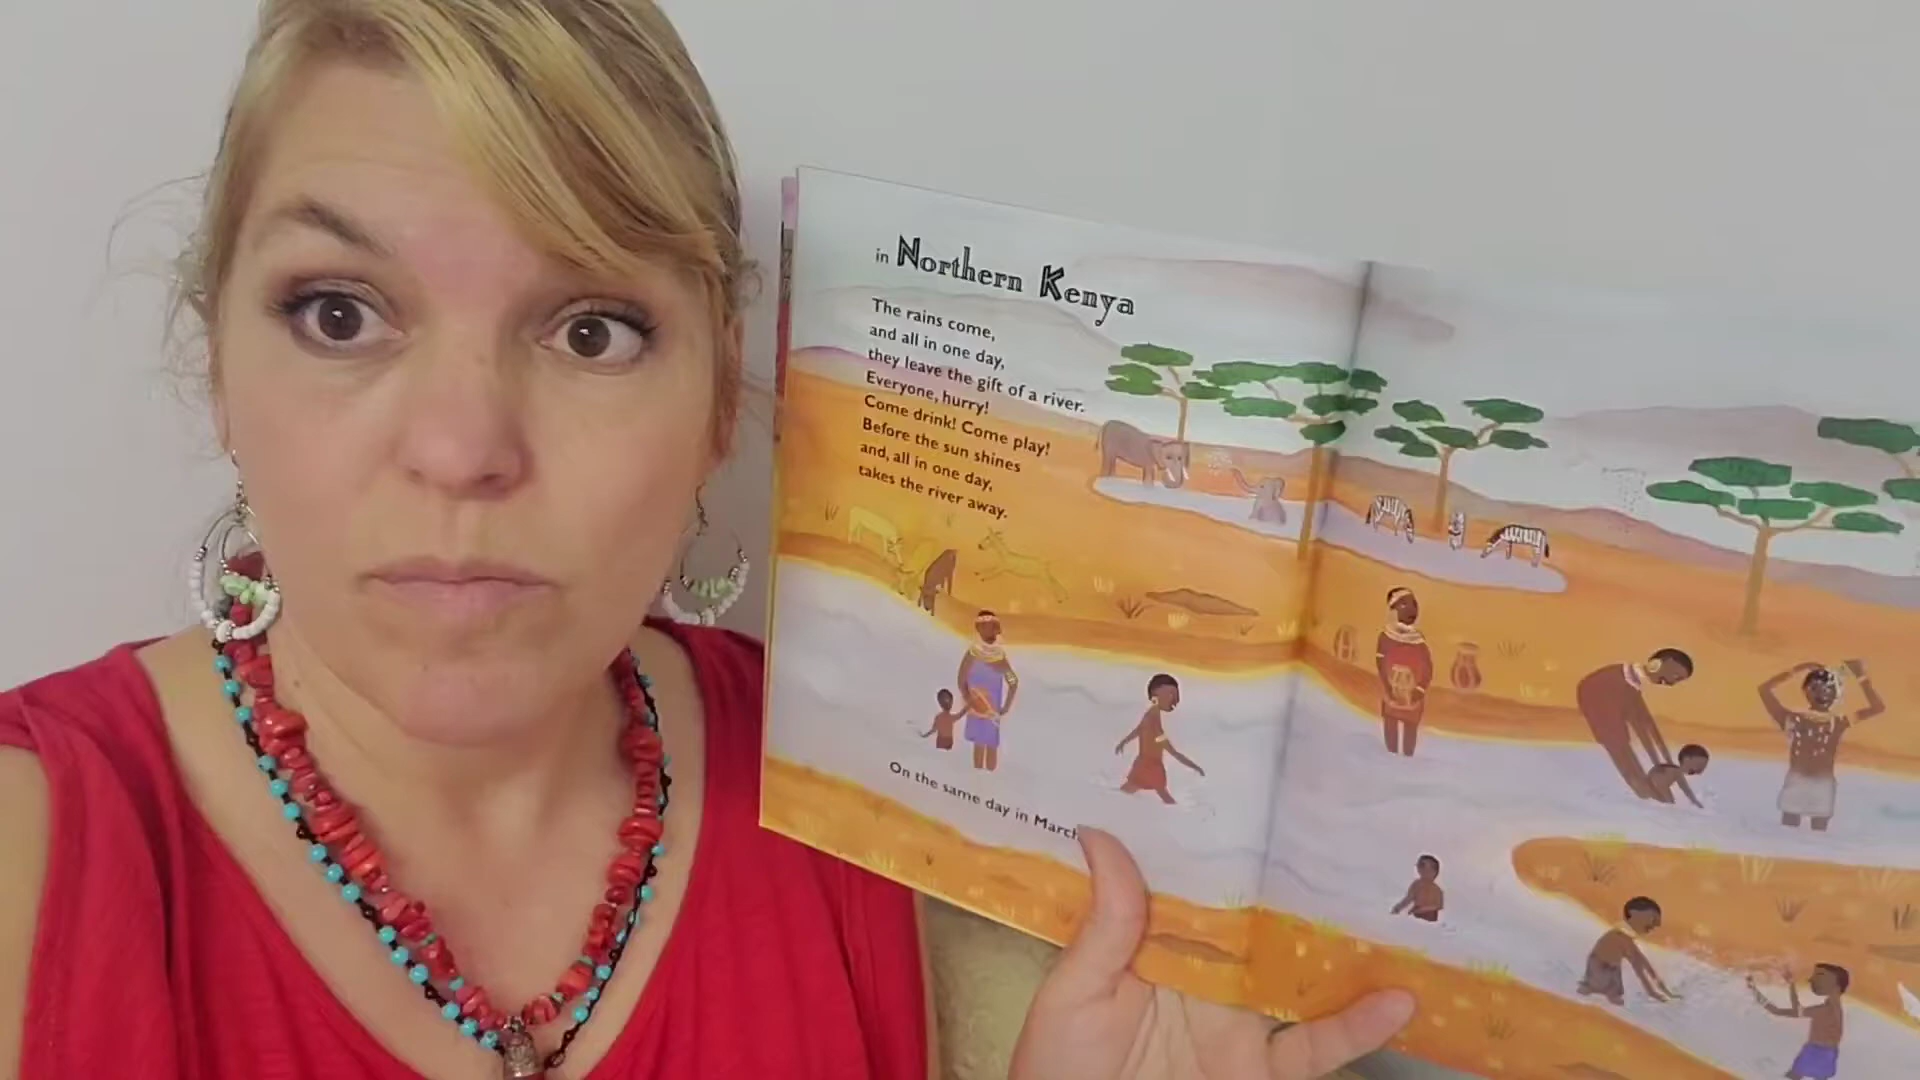 in Northern Kenya
The rains come,
and all in one day,
they leave the gift of a river.
Everyone, hurry!
Come drink! Come play!
Before the sun shines
and, all in one day,
takes the river away.
On the same day in March